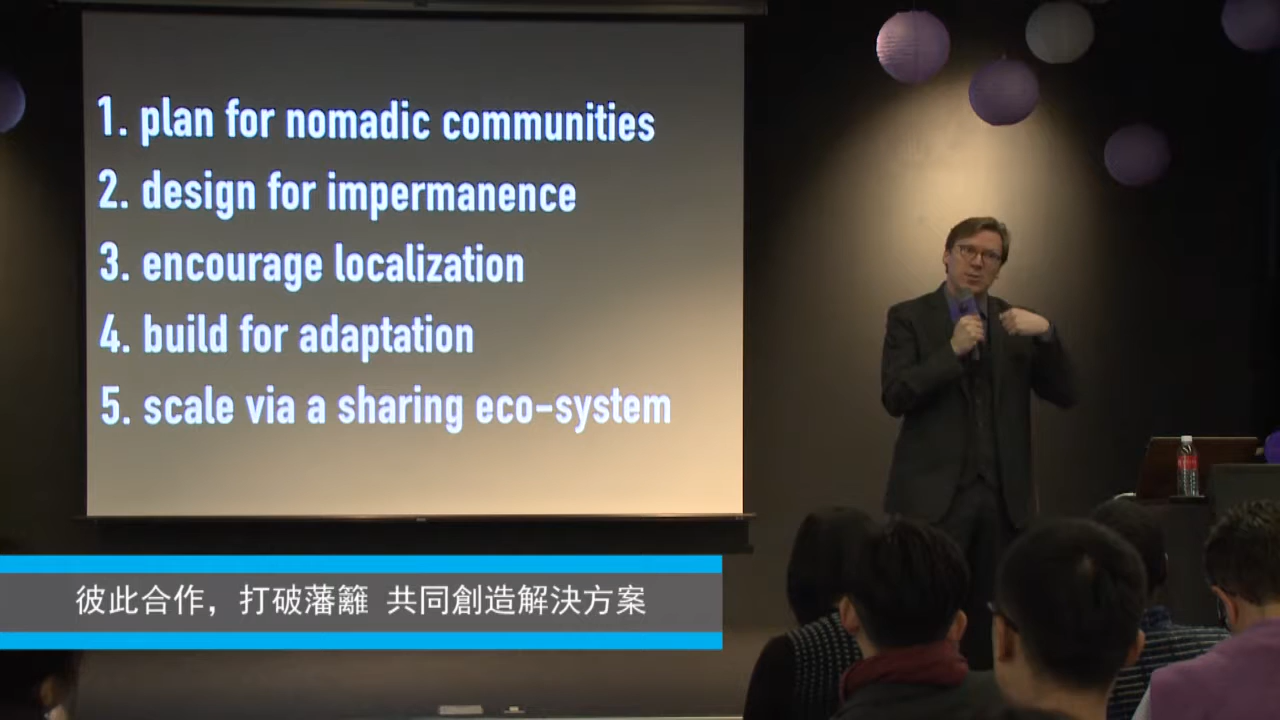 1. plan for nomadic communities
2. design for impermanence
3. encourage localization
4. build for adaptation
5. scale via a sharing eco-system
彼此合作，打破藩籬 共同創造解決方案